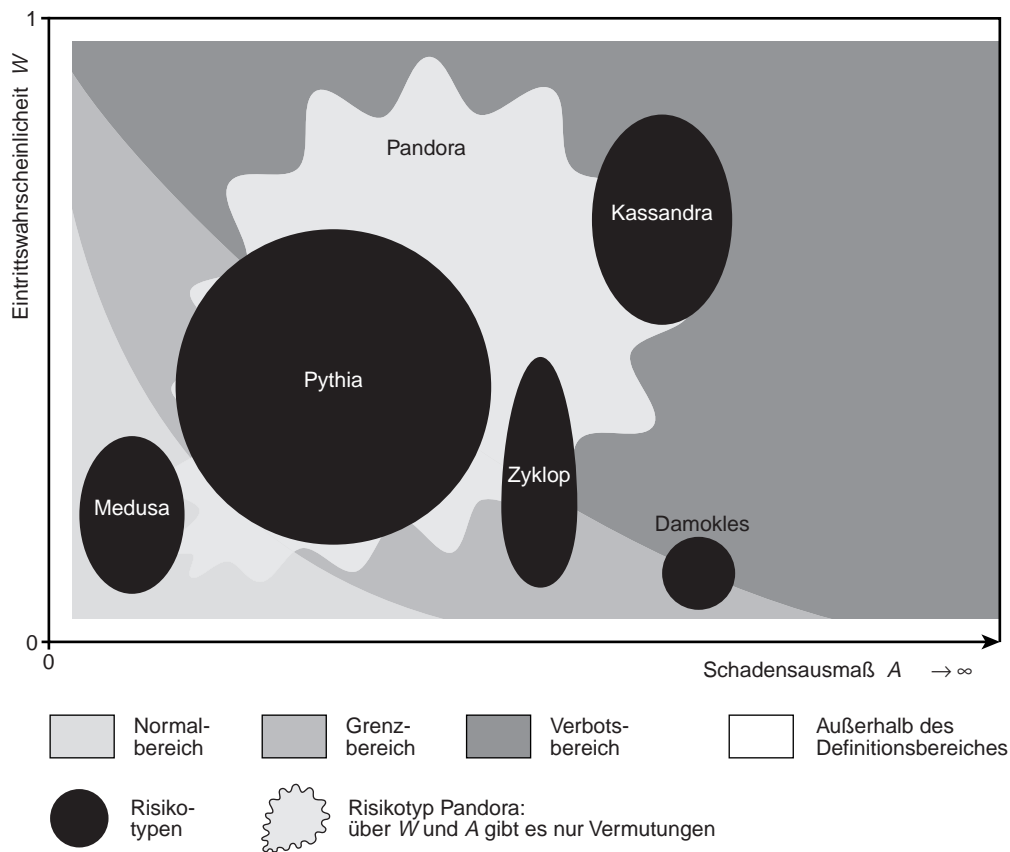 1
Eintrittswahrscheinlicheit W
Pandora
Kassandra
Pythia
Zyklop
Medusa
Damokles
0
0
Schadensausmaß A → ∞
Normal-
bereich
Grenz-
bereich
Verbots-
bereich
Außerhalb des
Definitionsbereiches
Risiko-
typen
Risikotyp Pandora:
über W und A gibt es nur Vermutungen